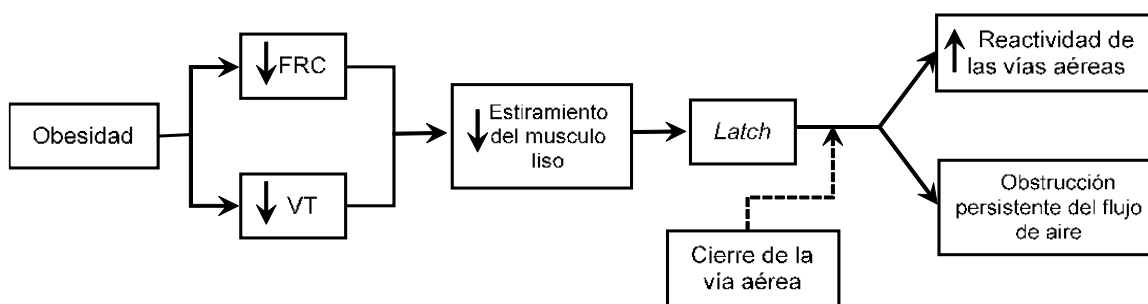 Obesidad
FRC
VT
Estiramiento
del musculo
liso
Latch
Cierre de la
vía aérea
Reactividad de
las vías aéreas
Obstrucción
persistente del flujo
de aire